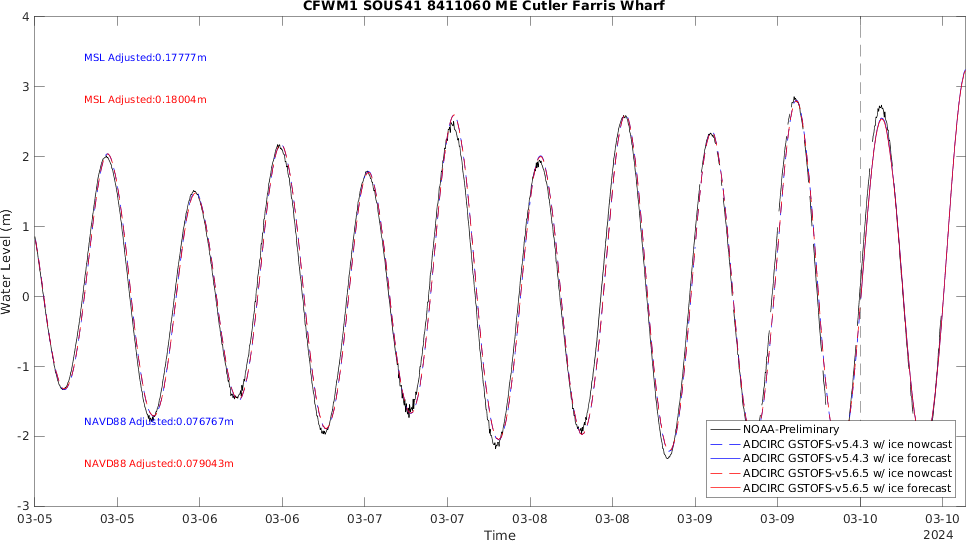 CFWM1 SOUS41 8411060 ME Cutler Farris Wharf
4
MSL Adjusted:0.17777m
3
MSL Adjusted:0.18004m
2
1
Water Level (m)
0
-1
NAVD88 Adjusted:0.076767m
-2
NAVD88 Adjusted:0.079043m
-3
NOAA-Preliminary
ADCIRC GSTOFS-v5.4.3 w/ ice nowcast
ADCIRC GSTOFS-v5.4.3 w/ ice forecast
ADCIRC GSTOFS-v5.6.5 w/ ice nowcast
ADCIRC GSTOFS-v5.6.5 w/ ice forecast
03-05 03-05 03-06 03-06 03-07 03-07 03-08 03-08 03-09 03-09 03-10 03-10
Time
2024